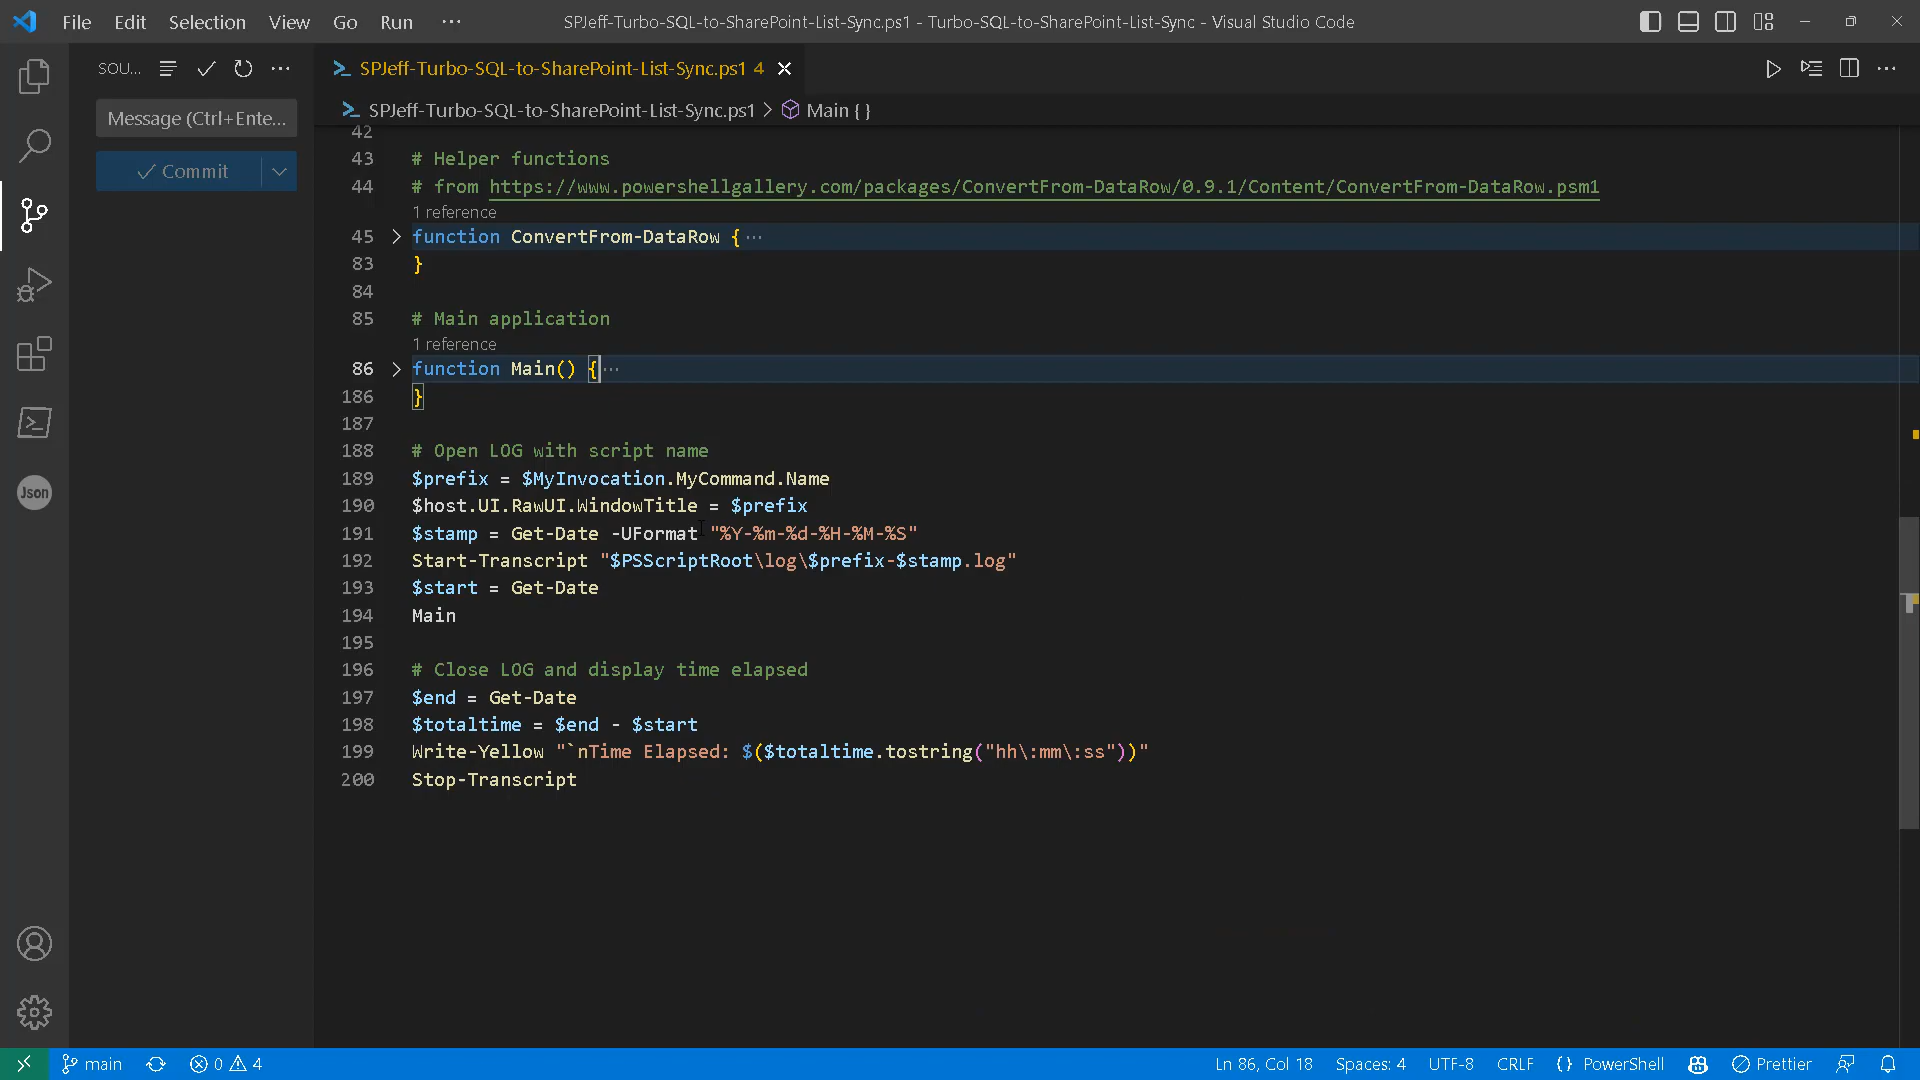 File Edit Selection View Go Run ··· SPJeff-Turbo-SQL-to-SharePoint-List-Sync.ps1 - Turbo-SQL-to-SharePoint-List-Sync - Visual Studio Code
SOU...
SPJeff-Turbo-SQL-to-SharePoint-List-Sync.ps1 4
Message (Ctrl+Ente...
SPJeff-Turbo-SQL-to-SharePoint-List-Sync.ps1 > Main { }
Commit
42
43 # Helper functions
44 # from https://www.powershellgallery.com/packages/ConvertFrom-DataRow/0.9.1/Content/ConvertFrom-DataRow.psm1
1 reference
45 function ConvertFrom-DataRow { ···
83 }
84
85 # Main application
1 reference
86 function Main() { ···
186 }
187
188 # Open LOG with script name
189 $prefix = $MyInvocation.MyCommand.Name
190 $host.UI.RawUI.WindowTitle = $prefix
191 $stamp = Get-Date -UFormat "%Y-%m-%d-%H-%M-%S"
192 Start-Transcript "$PSScriptRoot\log\$prefix-$stamp.log"
193 $start = Get-Date
194 Main
195
196 # Close LOG and display time elapsed
197 $end = Get-Date
198 $totaltime = $end - $start
199 Write-Yellow "`nTime Elapsed: $($totaltime.tostring("hh\:mm\:ss"))"
200 Stop-Transcript
Json
main 0 4 Ln 86, Col 18 Spaces: 4 UTF-8 CRLF { } PowerShell Prettier